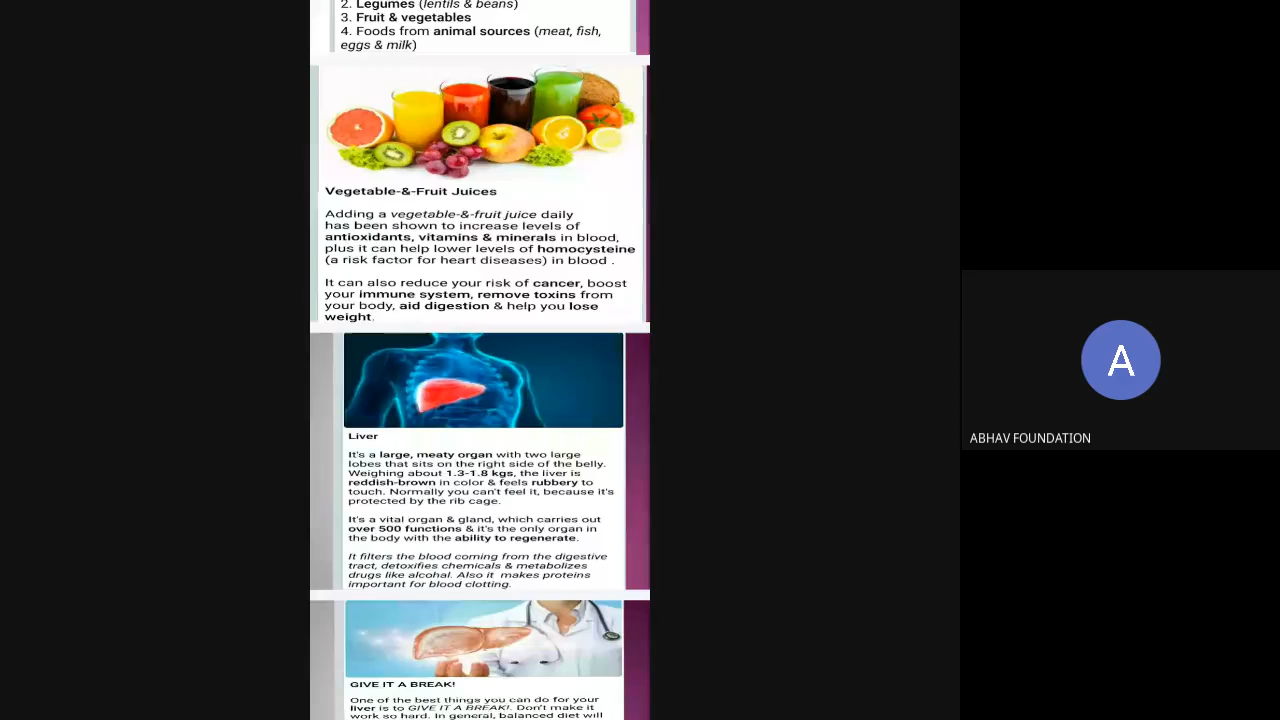 2. Legumes (lentils & beans)
3. Fruit & vegetables
4. Foods from animal sources (meat, fish,
eggs & milk)
Vegetable-&-Fruit Juices
Adding a vegetable-&-fruit juice daily
has been shown to increase levels of
antioxidants, vitamins & minerals in blood,
plus it can help lower levels of homocysteine
(a risk factor for heart diseases) in blood .
It can also reduce your risk of cancer, boost
your immune system, remove toxins from
your body, aid digestion & help you lose
weight.
Liver
It's a large, meaty organ with two large
lobes that sits on the right side of the belly.
Weighing about 1.3-1.8 kgs, the liver is
reddish-brown in color & feels rubbery to
touch. Normally you can't feel it, because it's
protected by the rib cage.
It's a vital organ & gland, which carries out
over 500 functions & it's the only organ in
the body with the ability to regenerate.
It filters the blood coming from the digestive
tract, detoxifies chemicals & metabolizes
drugs like alcohol. Also it makes proteins
important for blood clotting.
GIVE IT A BREAK!
One of the best things you can do for your
liver is to GIVE IT A BREAK!. Don't make it
work so hard. In general, balanced diet will
A
ABHAV FOUNDATION